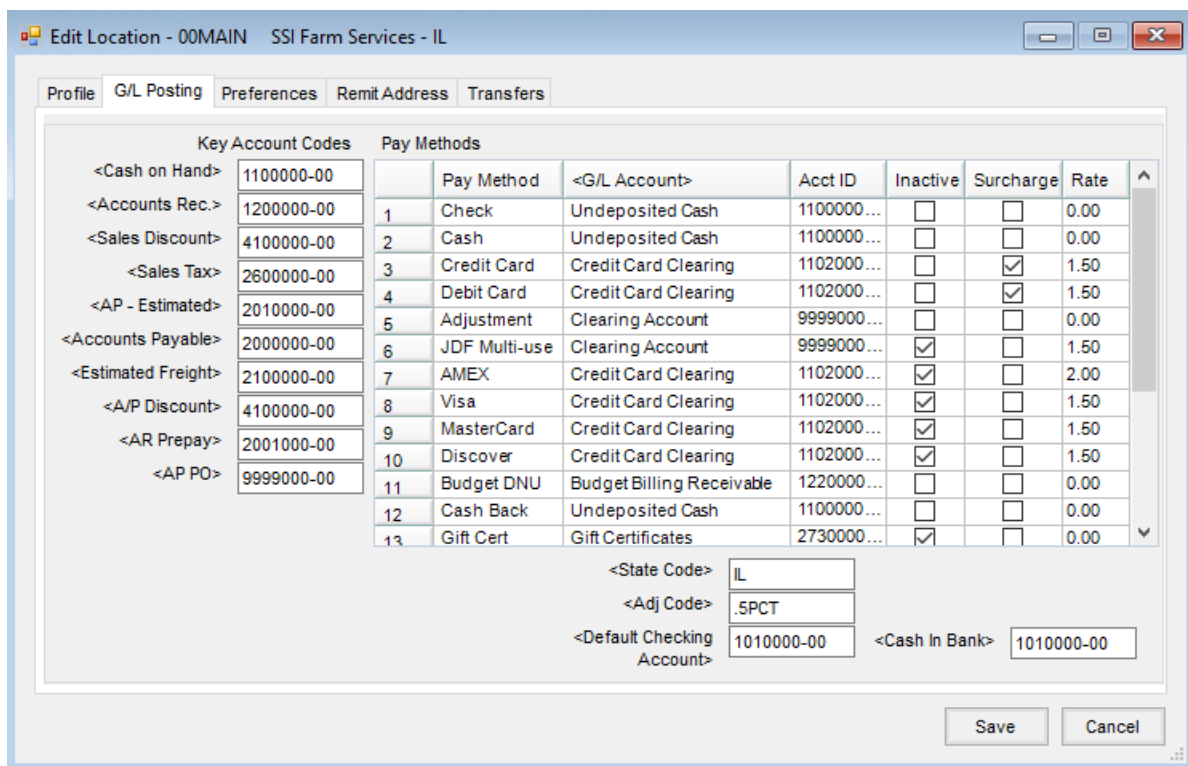 Edit Location - 00MAIN SSI Farm Services - IL
Profile G/L Posting Preferences Remit Address Transfers
Key Account Codes
<Cash on Hand> 1100000-00
<Accounts Rec.> 1200000-00
<Sales Discount> 4100000-00
<Sales Tax> 2600000-00
<AP - Estimated> 2010000-00
<Accounts Payable> 2000000-00
<Estimated Freight> 2100000-00
<A/P Discount> 4100000-00
<AR Prepay> 2001000-00
<AP PO> 9999000-00
Pay Methods
Pay Method <G/L Account> Acct ID Inactive Surcharge Rate
1 Check Undeposited Cash 1100000... 0.00
2 Cash Undeposited Cash 1100000... 0.00
3 Credit Card Credit Card Clearing 1102000... 1.50
4 Debit Card Credit Card Clearing 1102000... 1.50
5 Adjustment Clearing Account 9999000... 0.00
6 JDF Multi-use Clearing Account 9999000... 1.50
7 AMEX Credit Card Clearing 1102000... 2.00
8 Visa Credit Card Clearing 1102000... 1.50
9 MasterCard Credit Card Clearing 1102000... 1.50
10 Discover Credit Card Clearing 1102000... 1.50
11 Budget DNU Budget Billing Receivable 1220000... 0.00
12 Cash Back Undeposited Cash 1100000... 0.00
13 Gift Cert Gift Certificates 2730000... 0.00
<State Code> IL
<Adj Code> .5PCT
<Default Checking Account> 1010000-00 <Cash In Bank> 1010000-00
Save Cancel